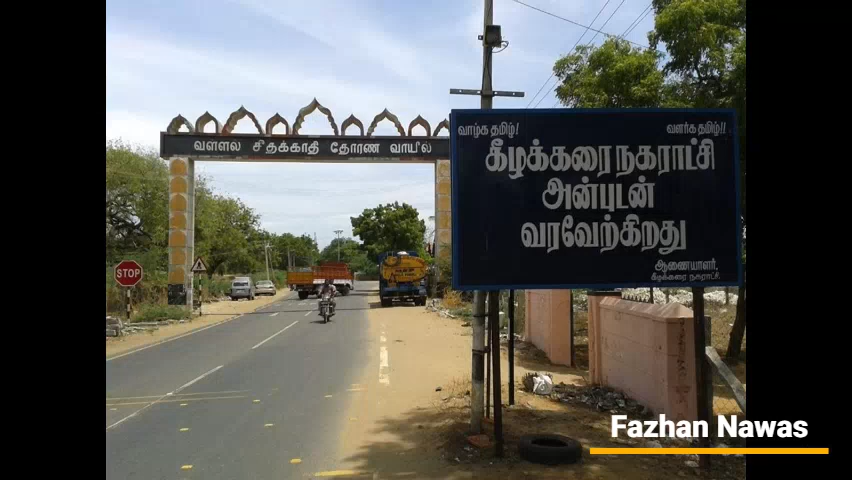 வள்ளல் சீதக்காதி தோரண வாயில்
வாழ்க தமிழ்!
வளர்க தமிழ்!!
கீழக்கரை நகராட்சி
அன்புடன்
வரவேற்கிறது
ஆணையாளர்.
கீழக்கரை நகராட்சி.
STOP
Fazhan Nawas